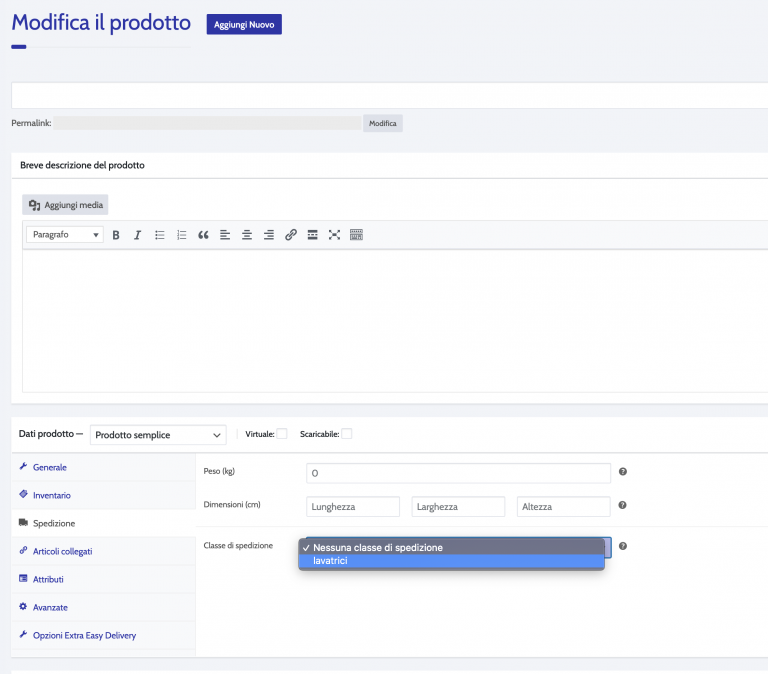 Modifica il prodotto
Aggiungi Nuovo
Permalink:
Modifica
Breve descrizione del prodotto
Aggiungi media
Paragrafo
Dati prodotto —
Prodotto semplice
Virtuale:
Scaricabile:
Generale
Inventario
Spedizione
Articoli collegati
Attributi
Avanzate
Opzioni Extra Easy Delivery
Peso (kg)
0
Dimensioni (cm)
Lunghezza
Larghezza
Altezza
Classe di spedizione
✓ Nessuna classe di spedizione
lavatrici